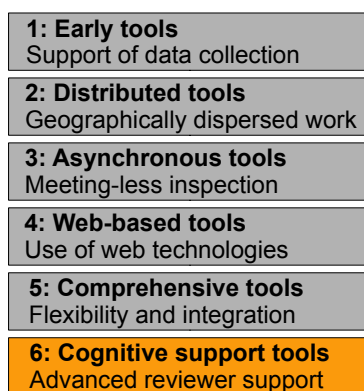 1: Early tools
Support of data collection
2: Distributed tools
Geographically dispersed work
3: Asynchronous tools
Meeting-less inspection
4: Web-based tools
Use of web technologies
5: Comprehensive tools
Flexibility and integration
6: Cognitive support tools
Advanced reviewer support